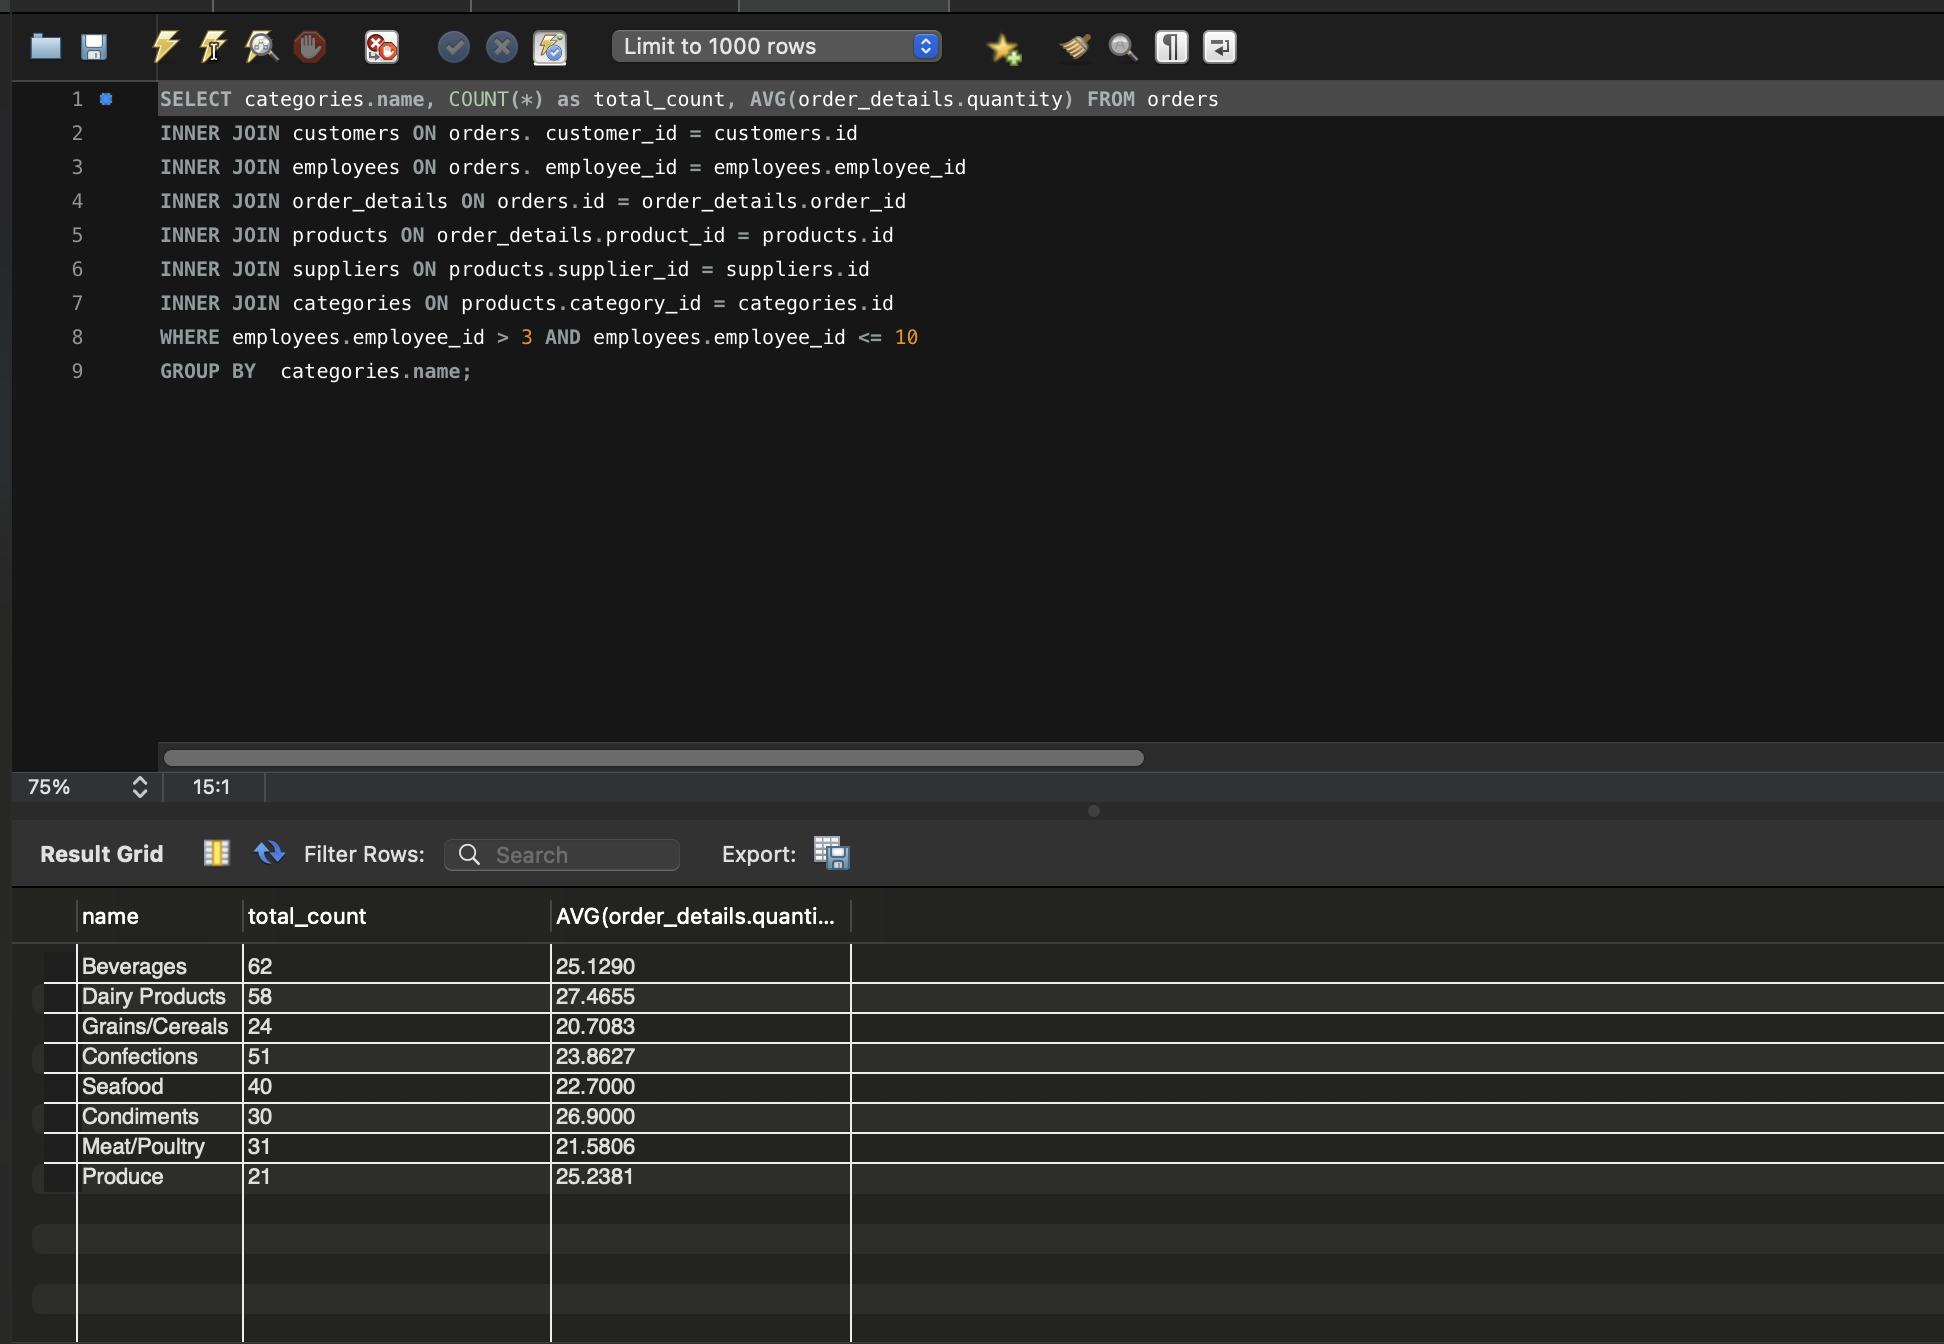 Limit to 1000 rows
1 SELECT categories.name, COUNT(*) as total_count, AVG(order_details.quantity) FROM orders
2 INNER JOIN customers ON orders. customer_id = customers.id
3 INNER JOIN employees ON orders. employee_id = employees.employee_id
4 INNER JOIN order_details ON orders.id = order_details.order_id
5 INNER JOIN products ON order_details.product_id = products.id
6 INNER JOIN suppliers ON products.supplier_id = suppliers.id
7 INNER JOIN categories ON products.category_id = categories.id
8 WHERE employees.employee_id > 3 AND employees.employee_id <= 10
9 GROUP BY  categories.name;
75% 15:1
Result Grid Filter Rows: Search Export:
name total_count AVG(order_details.quanti...
Beverages 62 25.1290
Dairy Products 58 27.4655
Grains/Cereals 24 20.7083
Confections 51 23.8627
Seafood 40 22.7000
Condiments 30 26.9000
Meat/Poultry 31 21.5806
Produce 21 25.2381